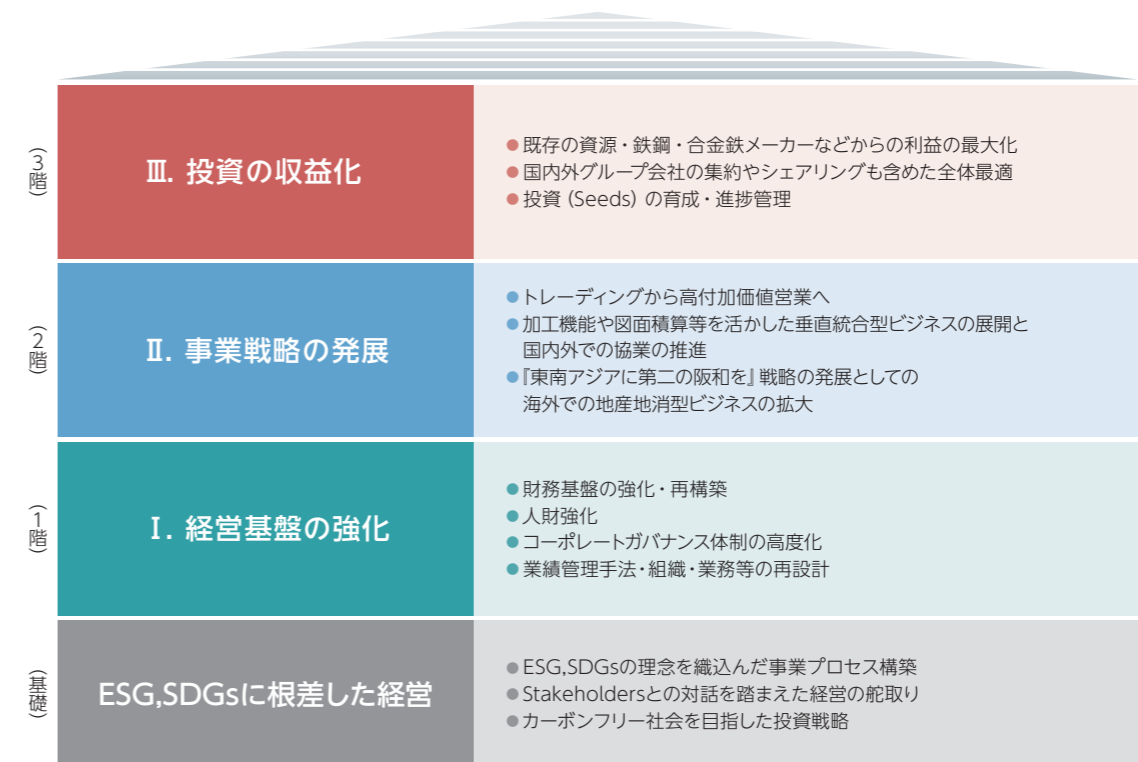 （3階）
Ⅲ. 投資の収益化
●既存の資源・鉄鋼・合金鉄メーカーなどからの利益の最大化
●国内外グループ会社の集約やシェアリングも含めた全体最適
●投資（Seeds）の育成・進捗管理
（2階）
Ⅱ. 事業戦略の発展
●トレーディングから高付加価値営業へ
●加工機能や図面積算等を活かした垂直統合型ビジネスの展開と
国内外での協業の推進
●『東南アジアに第二の阪和を』戦略の発展としての
海外での地産地消型ビジネスの拡大
（1階）
Ⅰ. 経営基盤の強化
●財務基盤の強化・再構築
●人財強化
●コーポレートガバナンス体制の高度化
●業績管理手法・組織・業務等の再設計
（基礎）
ESG,SDGsに根差した経営
●ESG,SDGsの理念を織込んだ事業プロセス構築
●Stakeholdersとの対話を踏まえた経営の舵取り
●カーボンフリー社会を目指した投資戦略